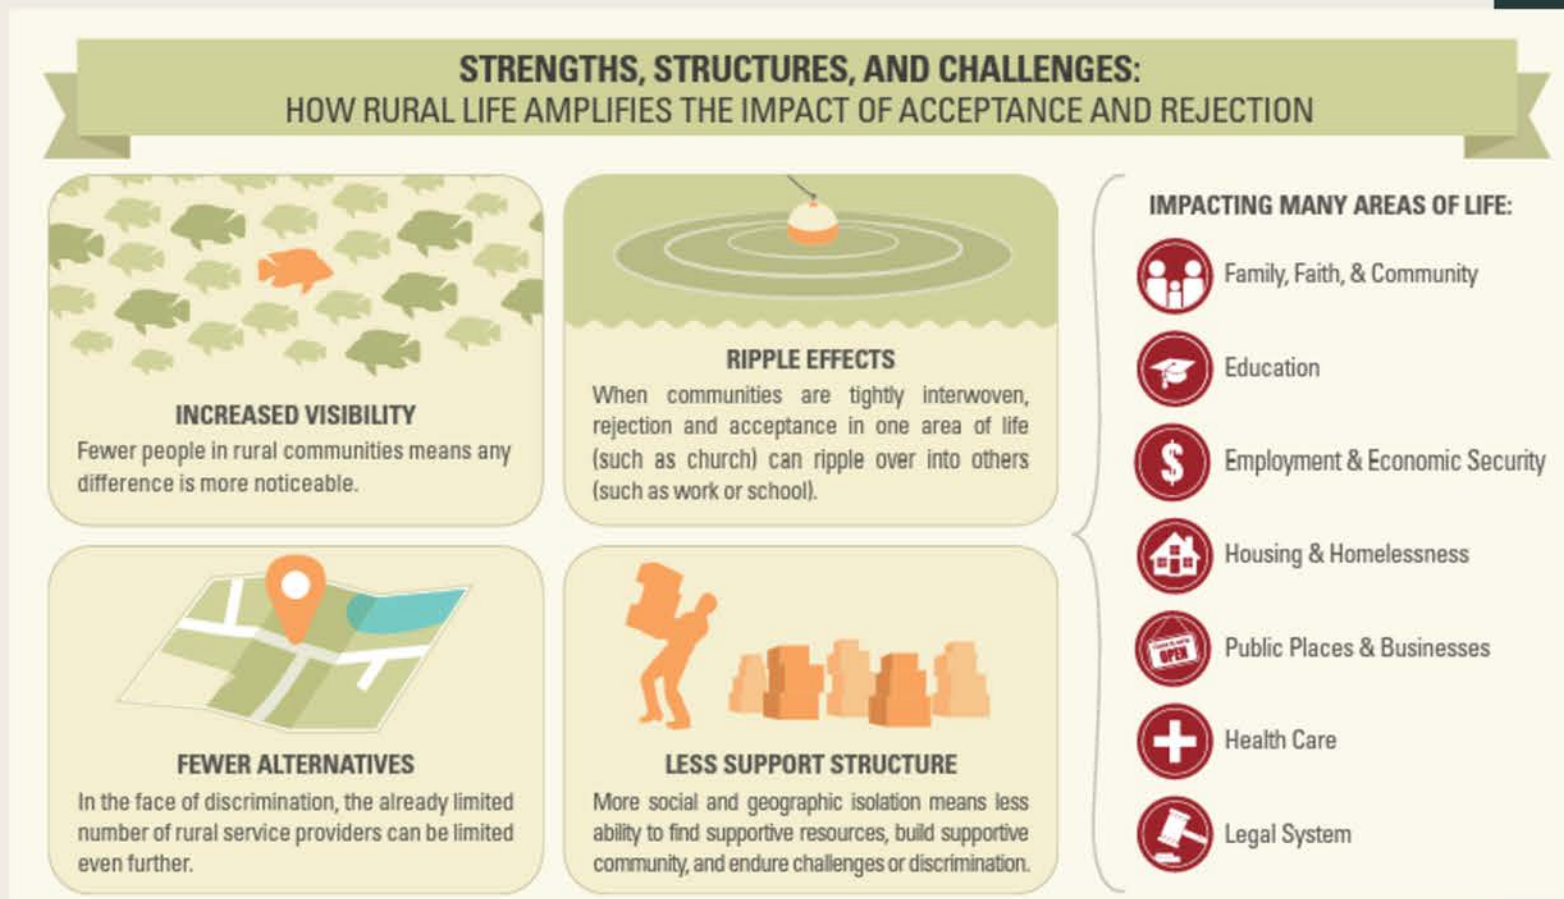 STRENGTHS, STRUCTURES, AND CHALLENGES:
HOW RURAL LIFE AMPLIFIES THE IMPACT OF ACCEPTANCE AND REJECTION
INCREASED VISIBILITY
Fewer people in rural communities means any
difference is more noticeable.
RIPPLE EFFECTS
When communities are tightly interwoven,
rejection and acceptance in one area of life
(such as church) can ripple over into others
(such as work or school).
FEWER ALTERNATIVES
In the face of discrimination, the already limited
number of rural service providers can be limited
even further.
LESS SUPPORT STRUCTURE
More social and geographic isolation means less
ability to find supportive resources, build supportive
community, and endure challenges or discrimination.
IMPACTING MANY AREAS OF LIFE:
Family, Faith, & Community
Education
$
Employment & Economic Security
Housing & Homelessness
OPEN
Public Places & Businesses
Health Care
Legal System